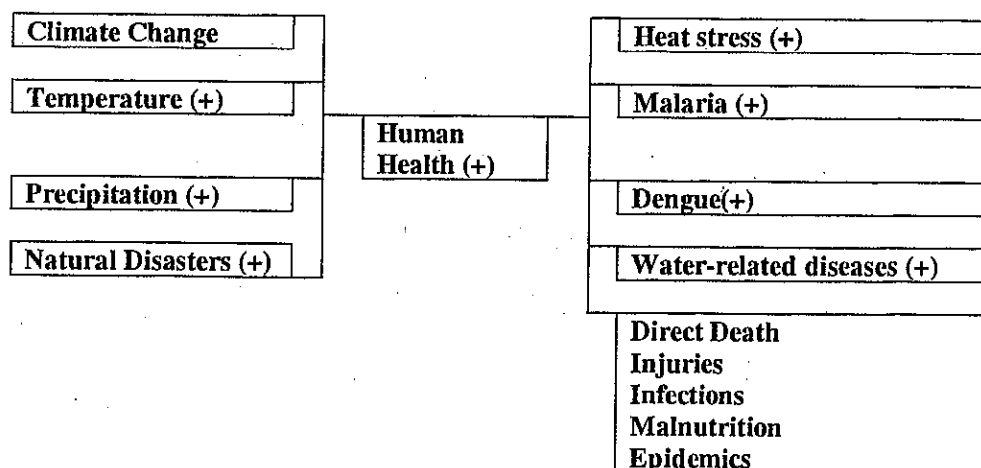 Climate Change
Temperature (+)
Precipitation (+)
Natural Disasters (+)
Human
Health (+)
Heat stress (+)
Malaria (+)
Dengue(+)
Water-related diseases (+)
Direct Death
Injuries
Infections
Malnutrition
Epidemics